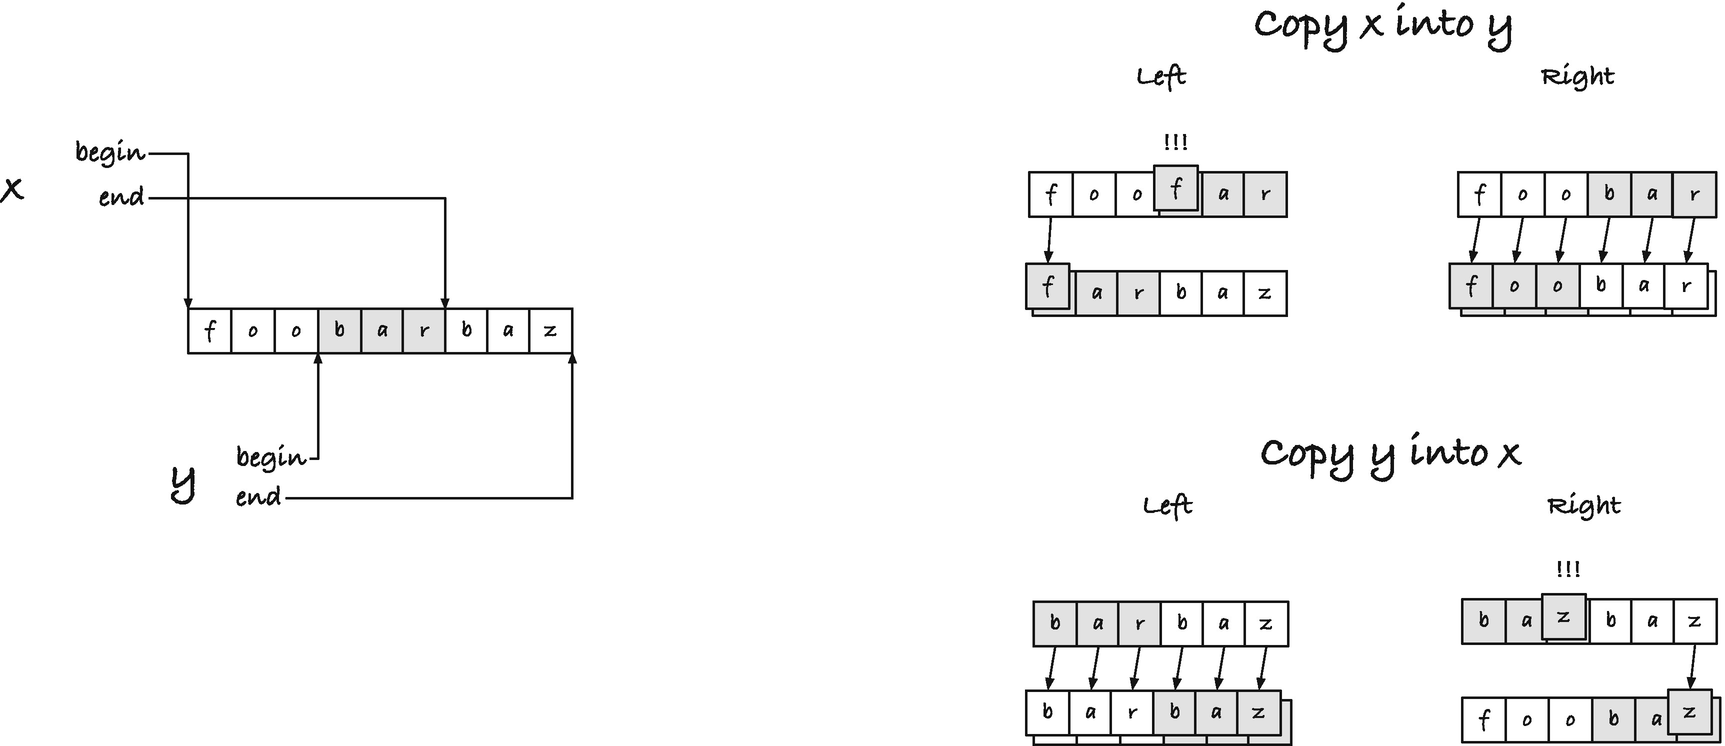 x
begin
end
f o o b a r b a z
y
begin
end
Copy x into y
Left
!!!
f o o f a r
f a r b a z
Right
f o o b a r
f o o b a r
Copy y into x
Left
b a r b a z
b a r b a z
Right
!!!
b a z b a z
f o o b a z